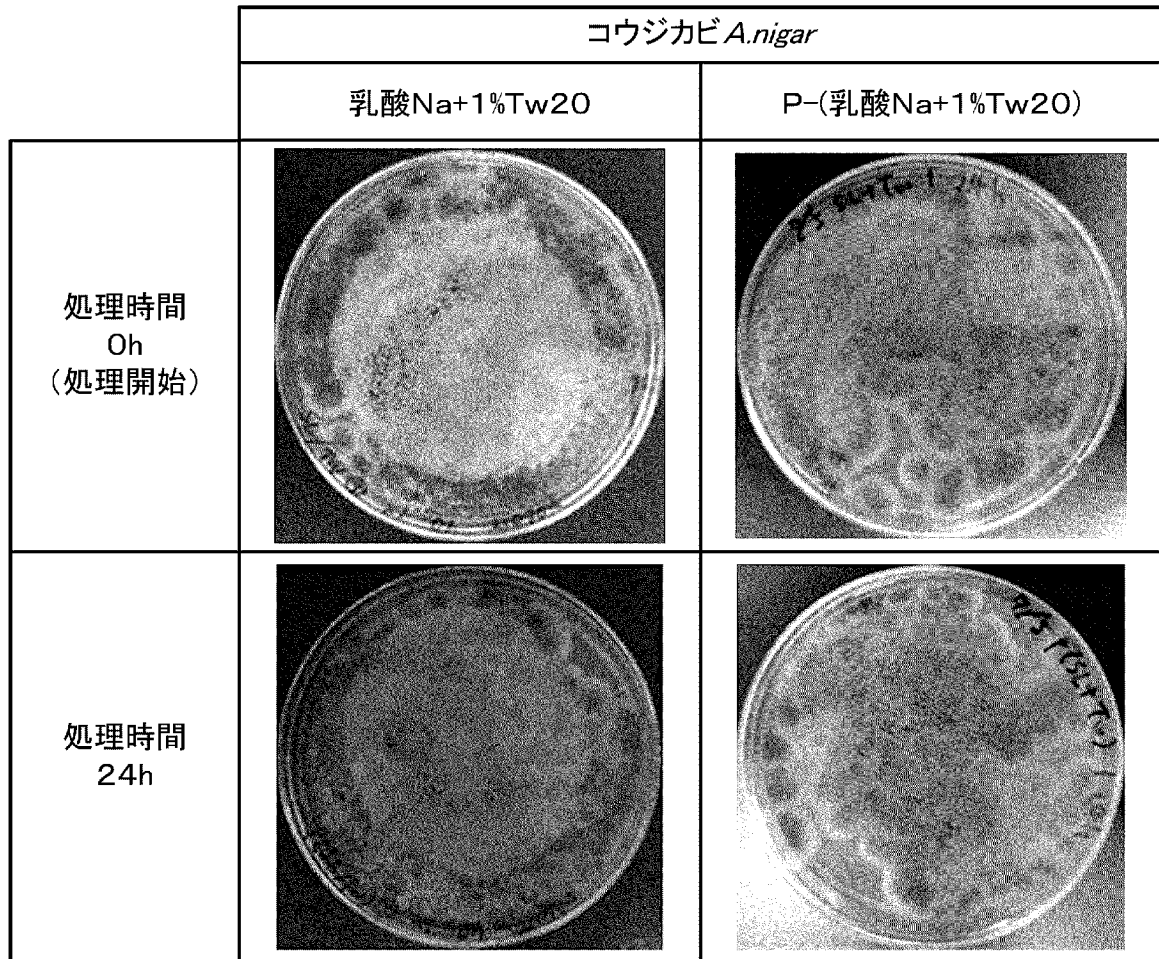 コウジカビA.nigar
乳酸Na+1%Tw20
P-(乳酸Na+1%Tw20)
処理時間
0h
(処理開始)
処理時間
24h